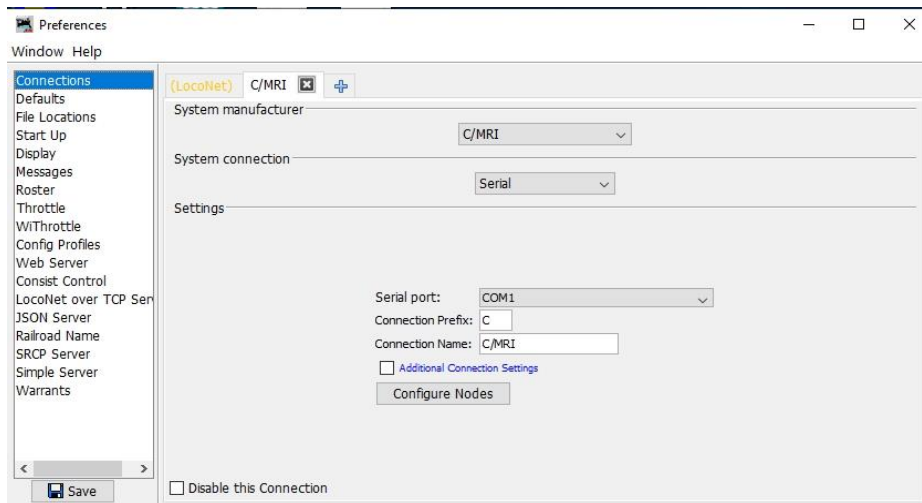 Preferences
Window Help
Connections
Defaults
File Locations
Start Up
Display
Messages
Roster
Throttle
WiThrottle
Config Profiles
Web Server
Consist Control
LocoNet over TCP Ser
JSON Server
Railroad Name
SRCP Server
Simple Server
Warrants
Save
(LocoNet) C/MRI
System manufacturer
C/MRI
System connection
Serial
Settings
Serial port: COM1
Connection Prefix: C
Connection Name: C/MRI
Additional Connection Settings
Configure Nodes
Disable this Connection